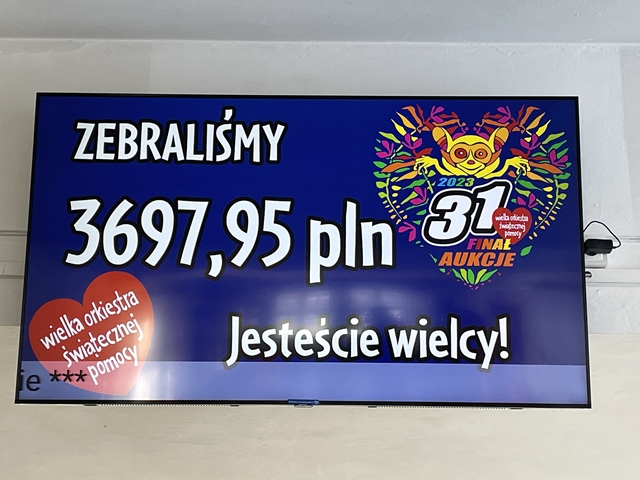 ZEBRALIŚMY
3697,95 pln
2023
31
wielka orkiestra
świątecznej
pomocy
FINAŁ
AUKCJE
wielka orkiestra
świątecznej
pomocy
Jesteście wielcy!
ie ***